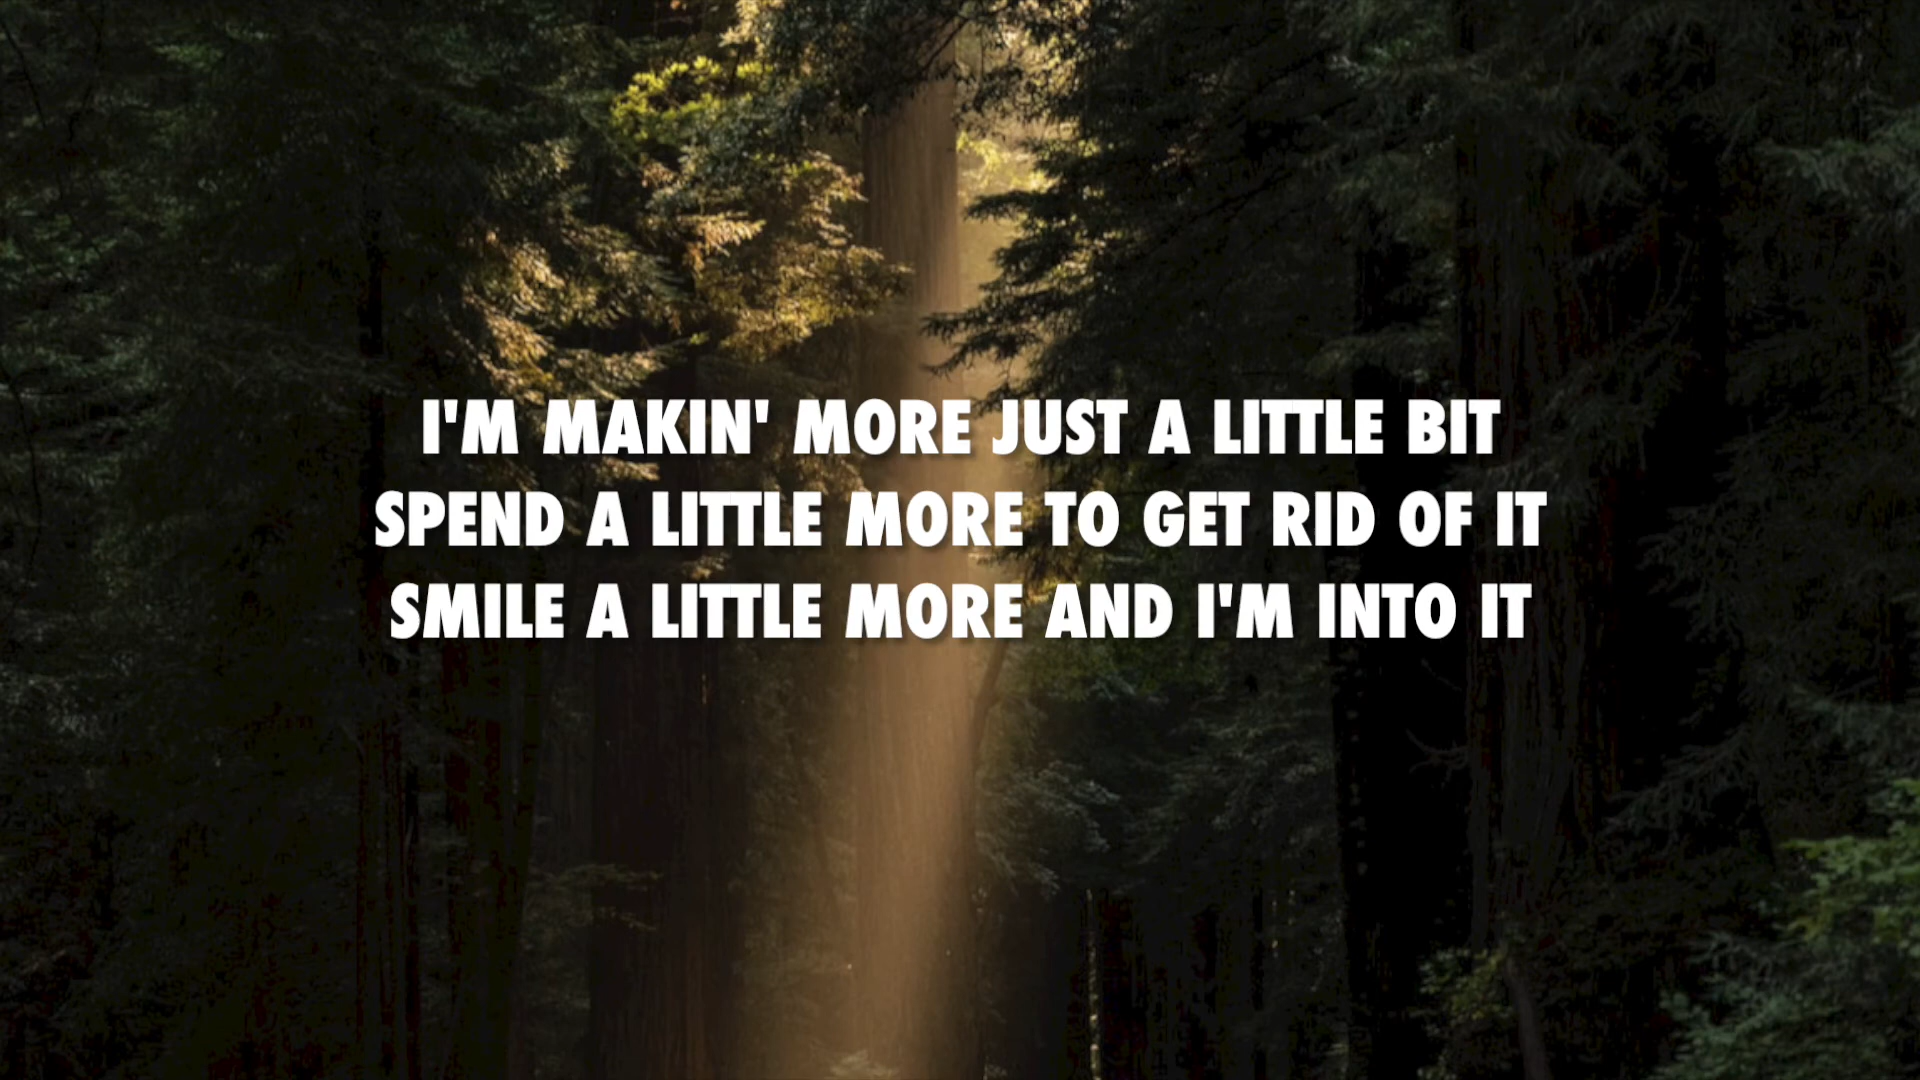 I'M MAKIN' MORE JUST A LITTLE BIT
SPEND A LITTLE MORE TO GET RID OF IT
SMILE A LITTLE MORE AND I'M INTO IT